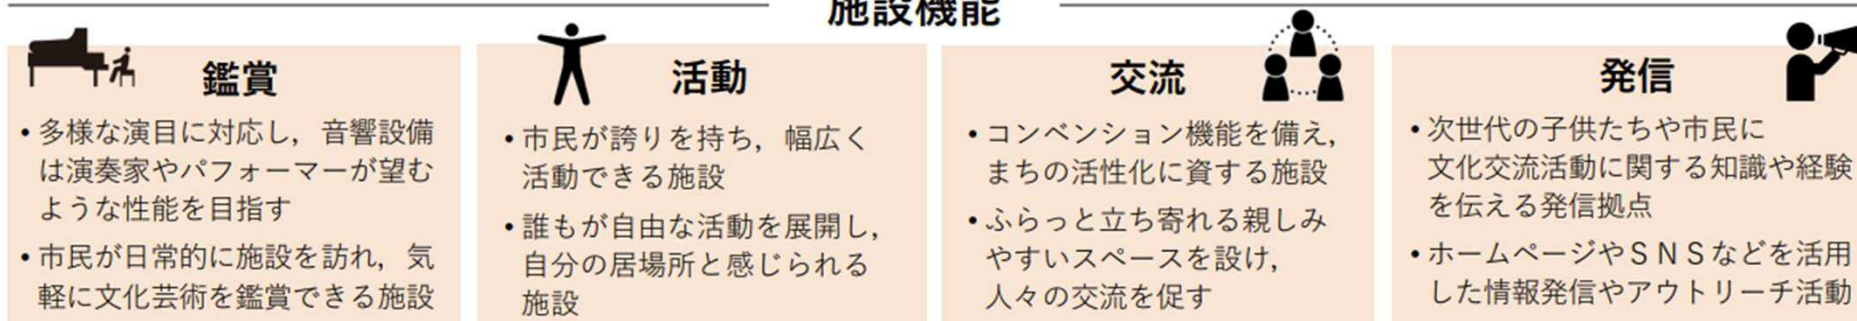 施設機能
鑑賞
• 多様な演目に対応し，音響設備
は演奏家やパフォーマーが望む
ような性能を目指す
• 市民が日常的に施設を訪れ，気
軽に文化芸術を鑑賞できる施設
活動
• 市民が誇りを持ち，幅広く
活動できる施設
• 誰もが自由な活動を展開し，
自分の居場所と感じられる
施設
交流
• コンベンション機能を備え，
まちの活性化に資する施設
• ふらっと立ち寄れる親しみ
やすいスペースを設け，
人々の交流を促す
発信
• 次世代の子供たちや市民に
文化交流活動に関する知識や経験
を伝える発信拠点
• ホームページやＳＮＳなどを活用
した情報発信やアウトリーチ活動